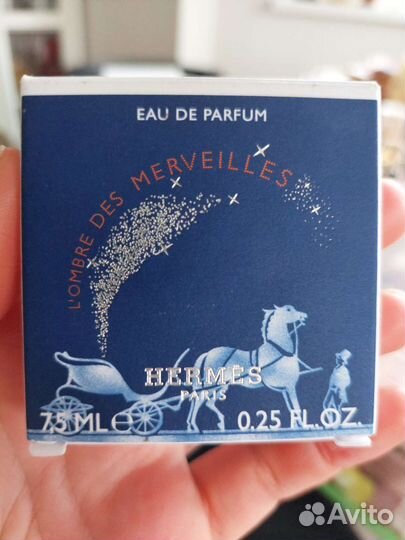 EAU DE PARFUM
L'OMBRE DES MERVEILLES
HERMÈS
PARIS
7.5 ML ℮ 0.25 FL. OZ.
Avito